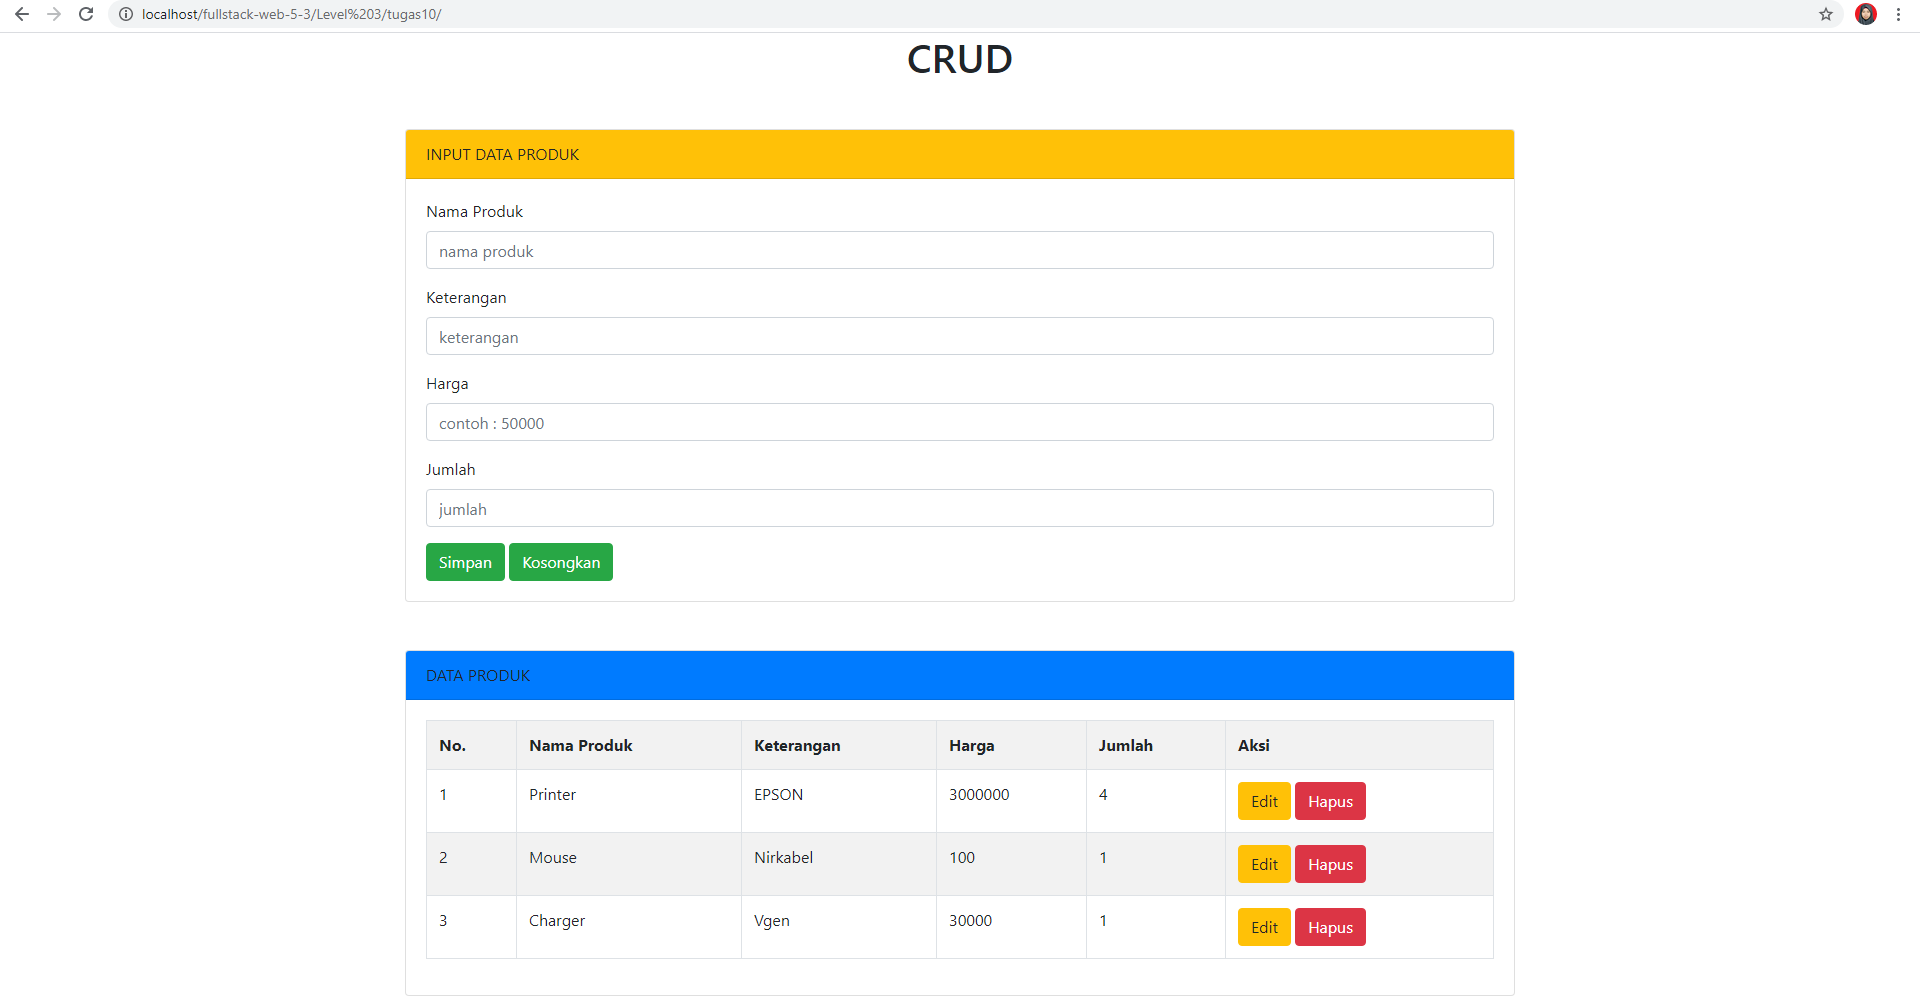 localhost/fullstack-web-5-3/Level%203/tugas10/
CRUD
INPUT DATA PRODUK
Nama Produk
nama produk
Keterangan
keterangan
Harga
contoh : 50000
Jumlah
jumlah
Simpan Kosongkan
DATA PRODUK
No. Nama Produk Keterangan Harga Jumlah Aksi
1 Printer EPSON 3000000 4 Edit Hapus
2 Mouse Nirkabel 100 1 Edit Hapus
3 Charger Vgen 30000 1 Edit Hapus